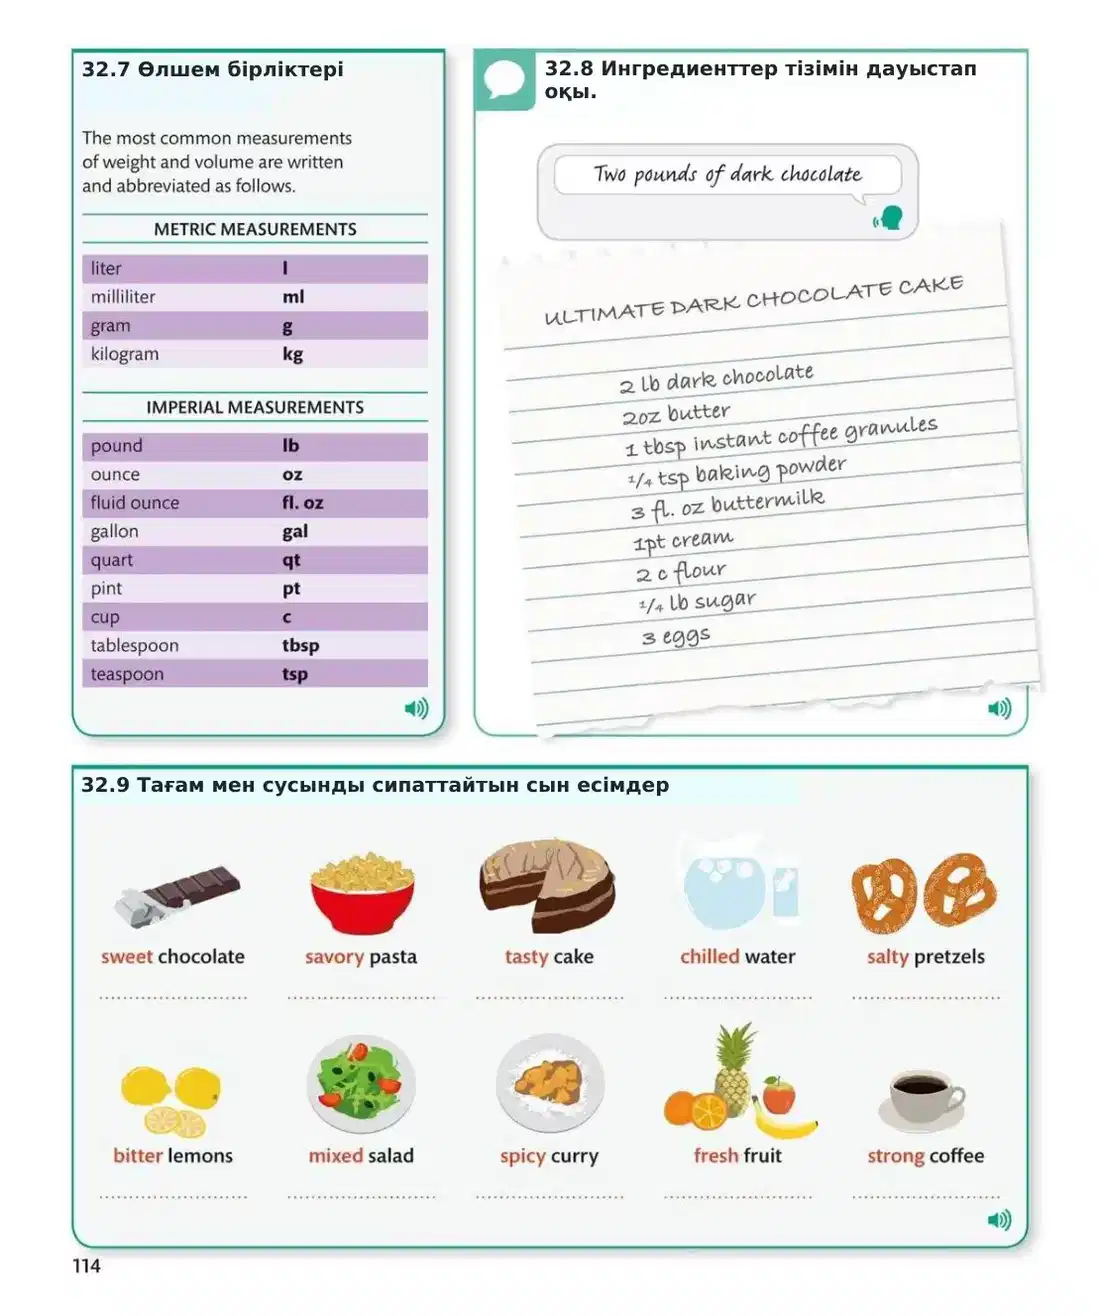 32.7 Өлшем бірліктері
The most common measurements
of weight and volume are written
and abbreviated as follows.
METRIC MEASUREMENTS
liter l
milliliter ml
gram g
kilogram kg
IMPERIAL MEASUREMENTS
pound lb
ounce oz
fluid ounce fl. oz
gallon gal
quart qt
pint pt
cup c
tablespoon tbsp
teaspoon tsp
32.8 Ингредиенттер тізімін дауыстап
оқы.
Two pounds of dark chocolate
ULTIMATE DARK CHOCOLATE CAKE
2 lb dark chocolate
2oz butter
1 tbsp instant coffee granules
1/4 tsp baking powder
3 fl. oz buttermilk
1pt cream
2 c flour
1/4 lb sugar
3 eggs
32.9 Тағам мен сусынды сипаттайтын сын есімдер
sweet chocolate savory pasta tasty cake chilled water salty pretzels
bitter lemons mixed salad spicy curry fresh fruit strong coffee
114